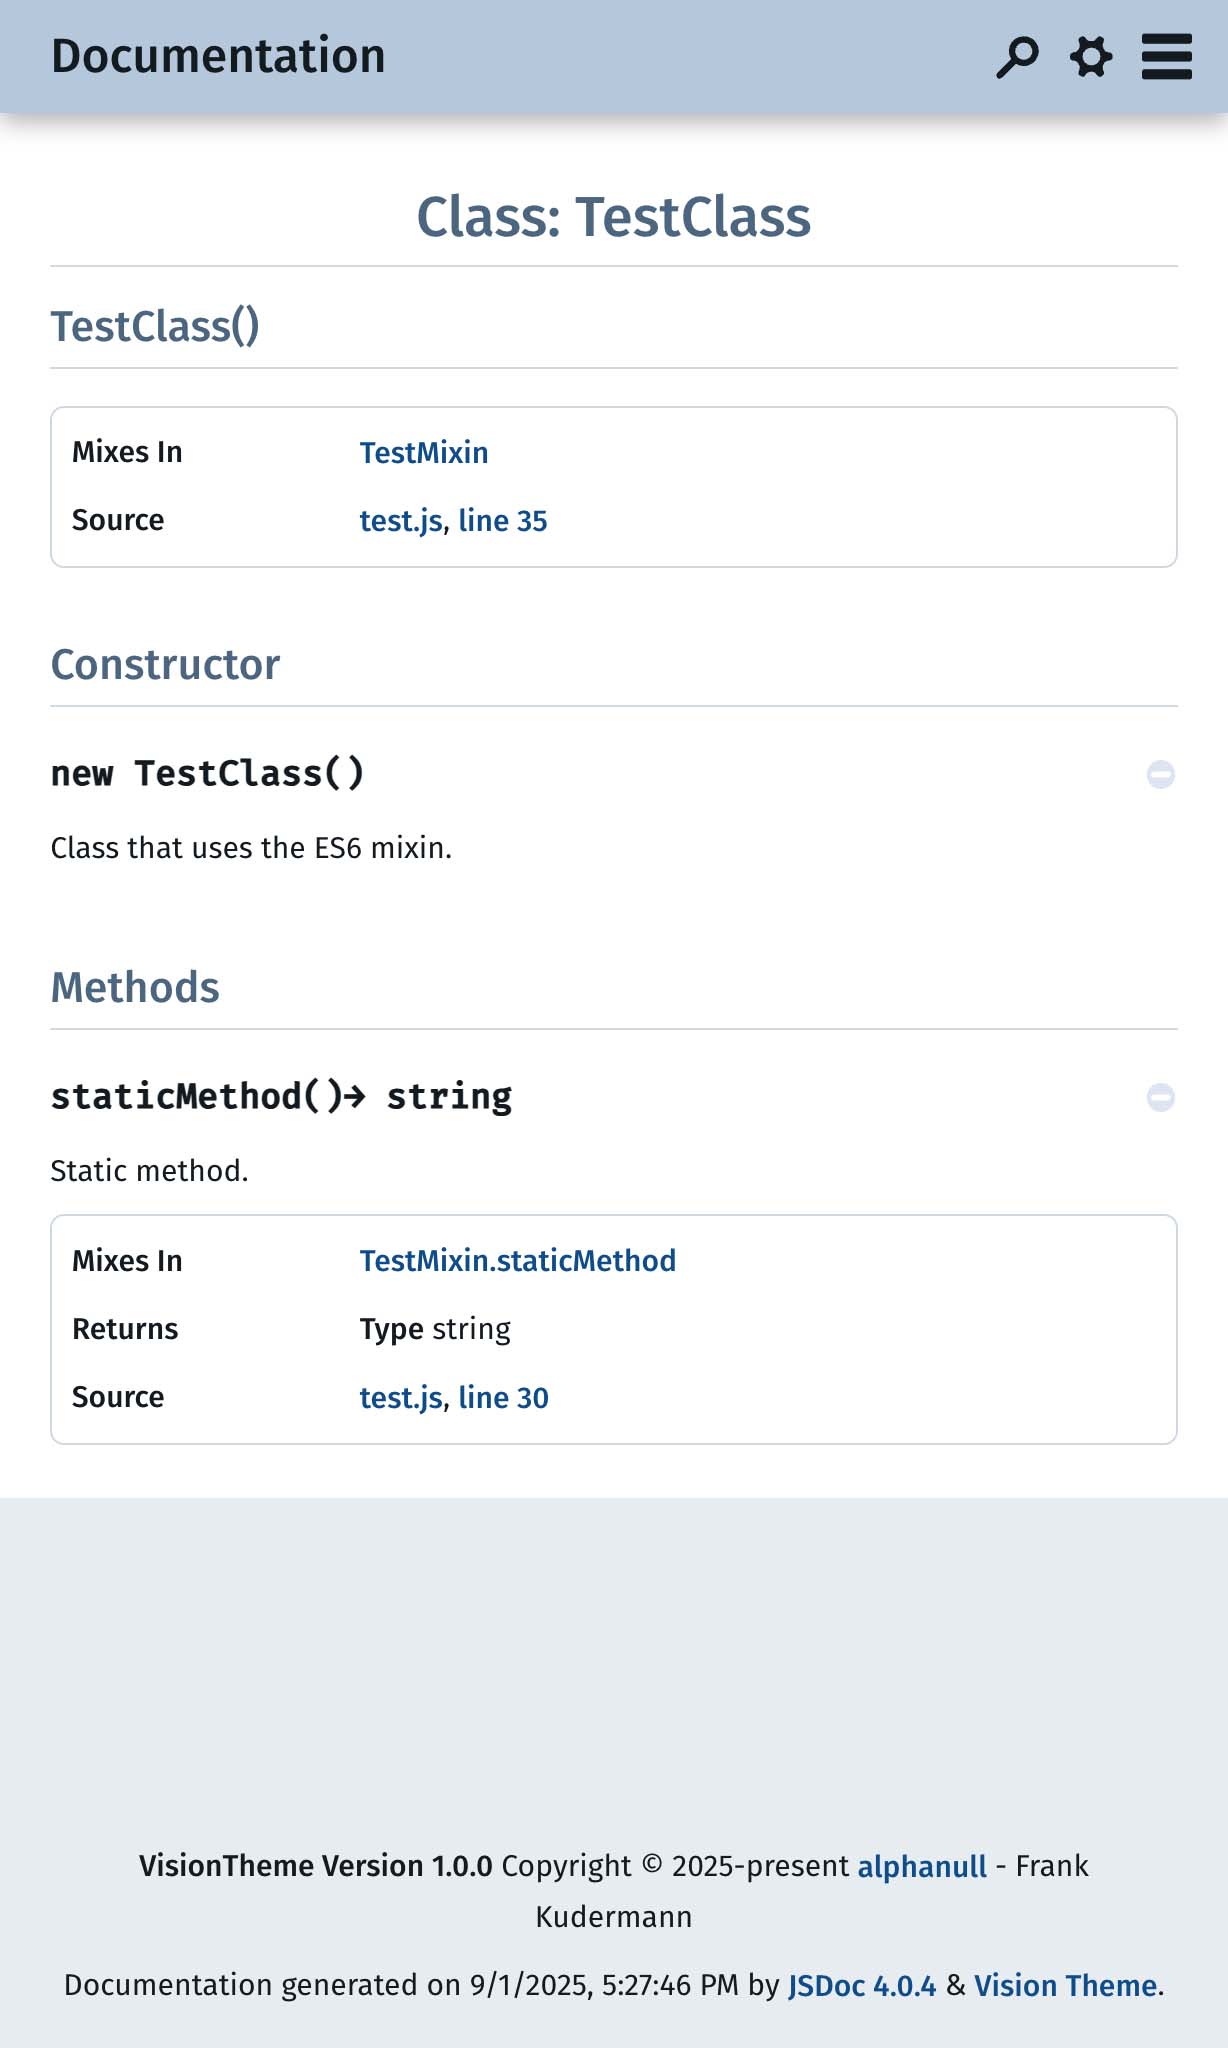 Documentation
Class: TestClass
TestClass()
Mixes In TestMixin
Source test.js, line 35
Constructor
new TestClass()
Class that uses the ES6 mixin.
Methods
staticMethod()→ string
Static method.
Mixes In TestMixin.staticMethod
Returns Type string
Source test.js, line 30
VisionTheme Version 1.0.0 Copyright © 2025-present alphanull - Frank
Kudermann
Documentation generated on 9/1/2025, 5:27:46 PM by JSDoc 4.0.4 & Vision Theme.